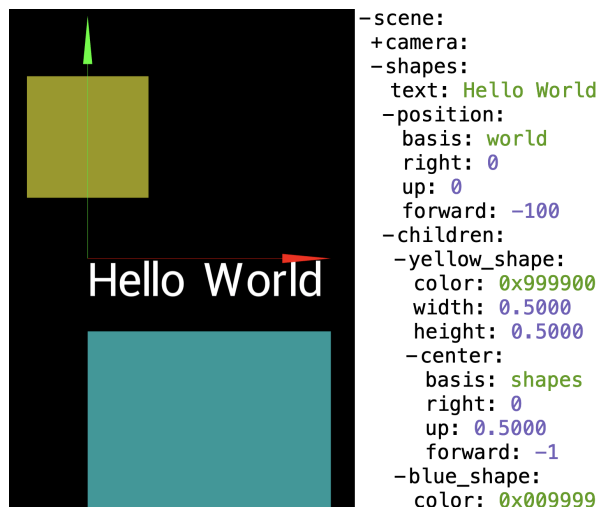 Hello World
−scene:
+camera:
−shapes:
text: Hello World
−position:
basis: world
right: 0
up: 0
forward: −100
−children:
−yellow_shape:
color: 0x999900
width: 0.5000
height: 0.5000
−center:
basis: shapes
right: 0
up: 0.5000
forward: −1
−blue_shape:
color: 0x009999